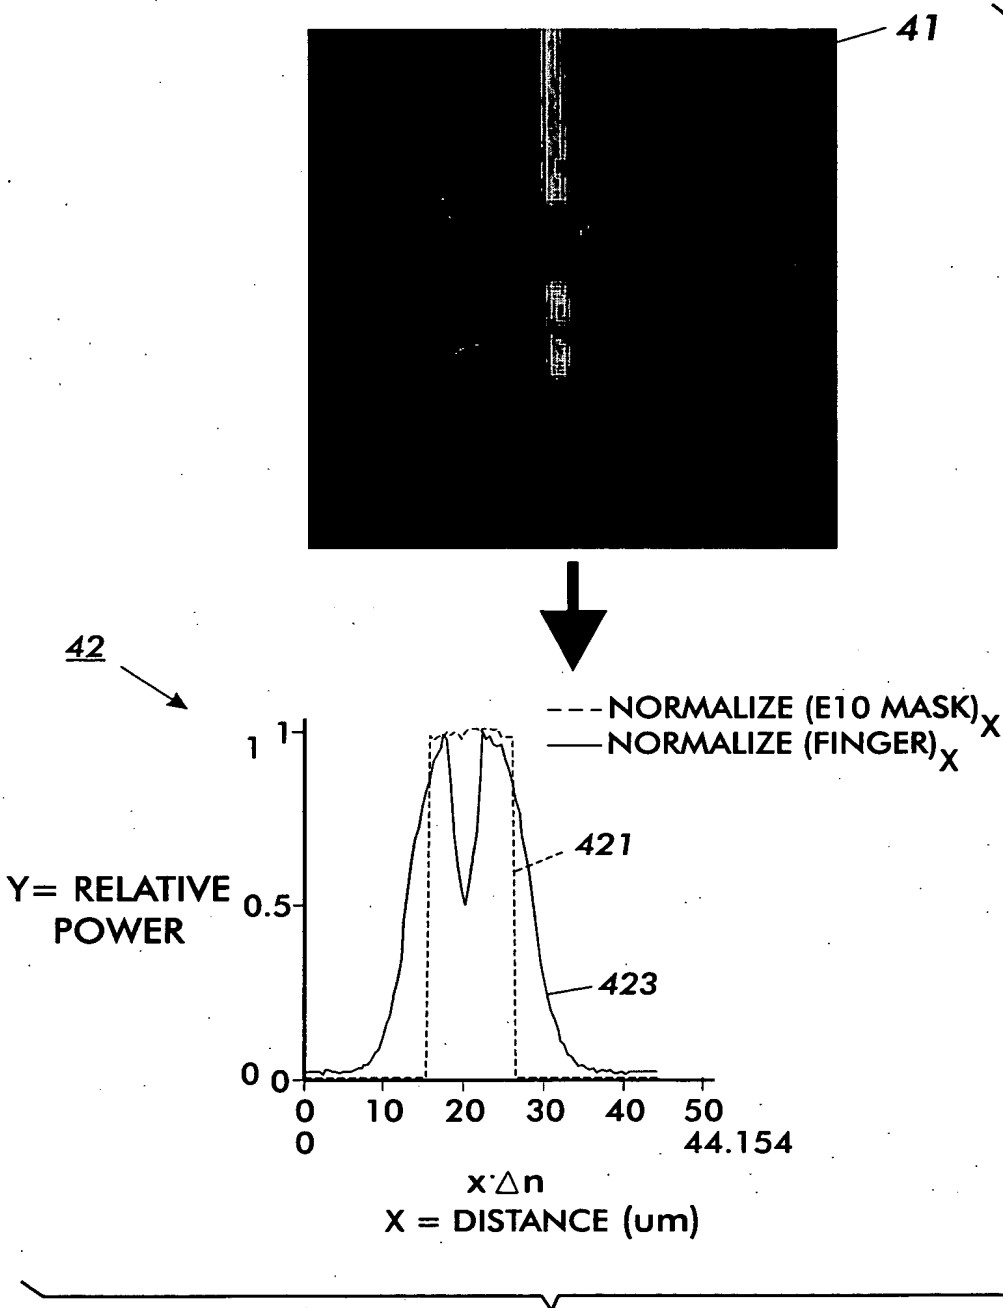 41
42
---NORMALIZE (E10 MASK)X
—NORMALIZE (FINGER)X
1 1
421
Y= RELATIVE
POWER
0.5
423
0 0
0 10 20 30 40 50
0 44.154
x·△n
X = DISTANCE (um)